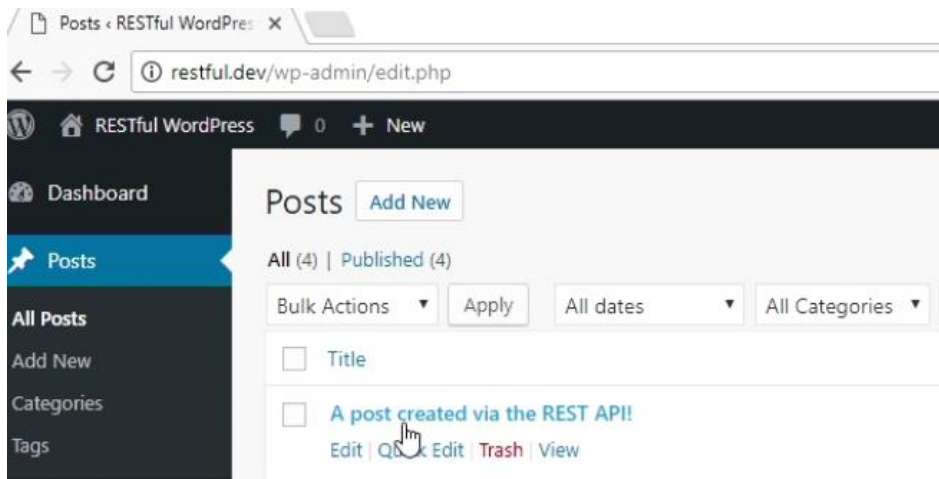 Posts ‹ RESTful WordPres
restful.dev/wp-admin/edit.php
RESTful WordPress 0 + New
Dashboard
Posts
All Posts
Add New
Categories
Tags
Posts Add New
All (4) | Published (4)
Bulk Actions Apply All dates All Categories
Title
A post created via the REST API!
Edit | Quick Edit | Trash | View